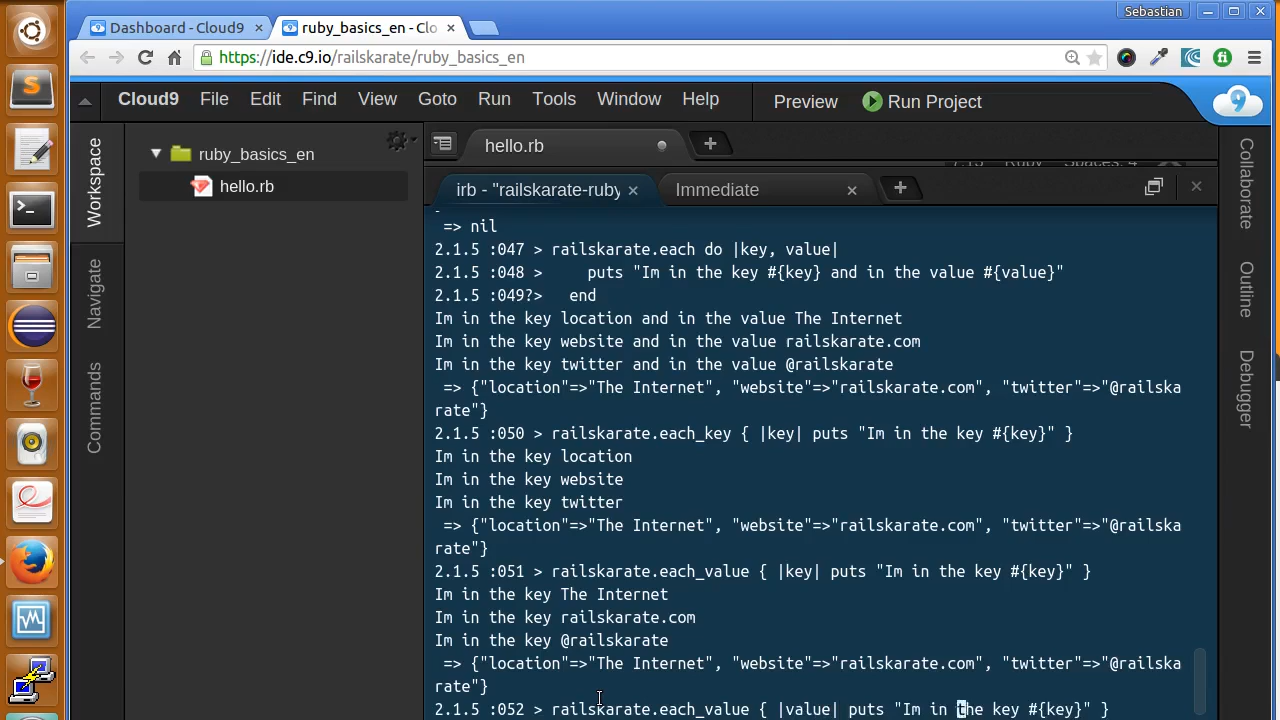 Sebastian
Dashboard - Cloud9
ruby_basics_en - Clo
https://ide.c9.io/railskarate/ruby_basics_en
Cloud9 File Edit Find View Goto Run Tools Window Help Preview Run Project
Workspace
Navigate
Commands
ruby_basics_en
hello.rb
hello.rb
irb - "railskarate-ruby
Immediate
=> nil
2.1.5 :047 > railskarate.each do |key, value|
2.1.5 :048 >     puts "Im in the key #{key} and in the value #{value}"
2.1.5 :049?>   end
Im in the key location and in the value The Internet
Im in the key website and in the value railskarate.com
Im in the key twitter and in the value @railskarate
=> {"location"=>"The Internet", "website"=>"railskarate.com", "twitter"=>"@railska
rate"}
2.1.5 :050 > railskarate.each_key { |key| puts "Im in the key #{key}" }
Im in the key location
Im in the key website
Im in the key twitter
=> {"location"=>"The Internet", "website"=>"railskarate.com", "twitter"=>"@railska
rate"}
2.1.5 :051 > railskarate.each_value { |key| puts "Im in the key #{key}" }
Im in the key The Internet
Im in the key railskarate.com
Im in the key @railskarate
=> {"location"=>"The Internet", "website"=>"railskarate.com", "twitter"=>"@railska
rate"}
2.1.5 :052 > railskarate.each_value { |value| puts "Im in the key #{key}" }
Collaborate
Outline
Debugger